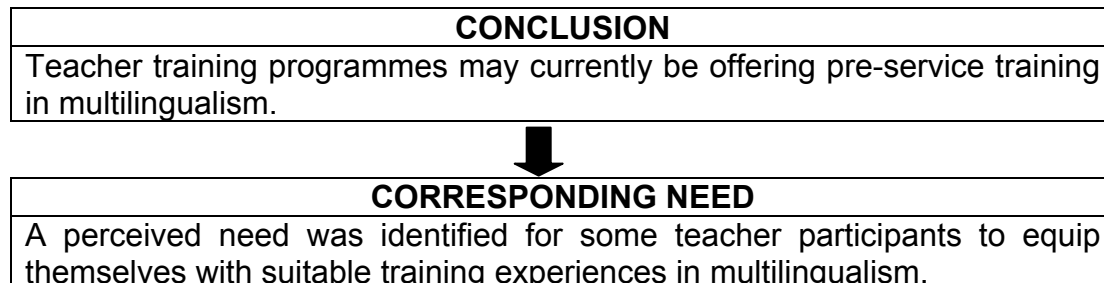 CONCLUSION
Teacher training programmes may currently be offering pre-service training
in multilingualism.
CORRESPONDING NEED
A perceived need was identified for some teacher participants to equip
themselves with suitable training experiences in multilingualism.